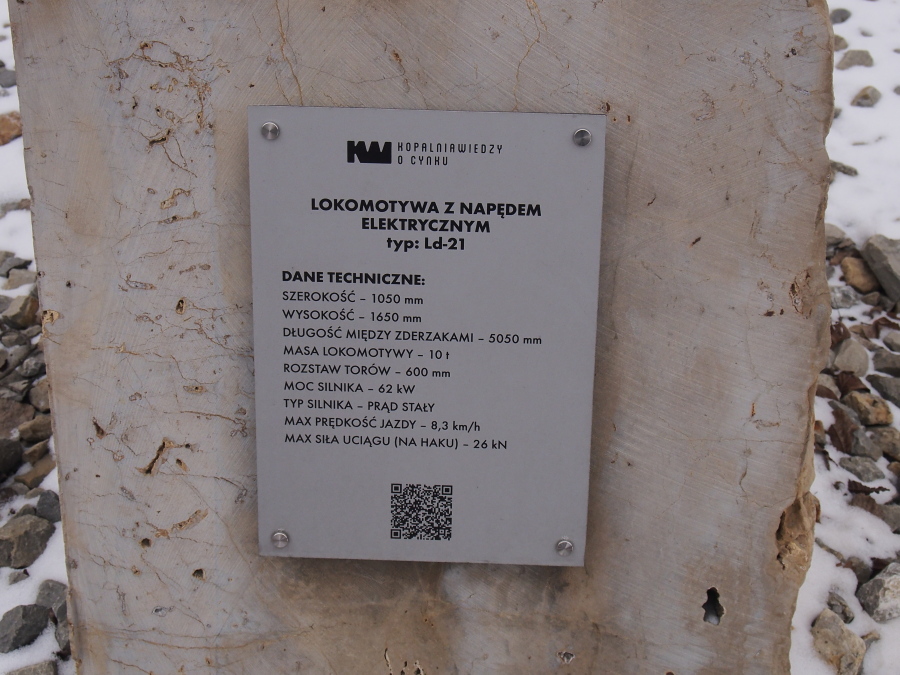 KW KOPALNIAWIEDZY
O CYNKU
LOKOMOTYWA Z NAPĘDEM
ELEKTRYCZNYM
typ: Ld-21
DANE TECHNICZNE:
SZEROKOŚĆ – 1050 mm
WYSOKOŚĆ – 1650 mm
DŁUGOŚĆ MIĘDZY ZDERZAKAMI – 5050 mm
MASA LOKOMOTYWY – 10 t
ROZSTAW TORÓW – 600 mm
MOC SILNIKA – 62 kW
TYP SILNIKA – PRĄD STAŁY
MAX PRĘDKOŚĆ JAZDY – 8,3 km/h
MAX SIŁA UCIĄGU (NA HAKU) – 26 kN